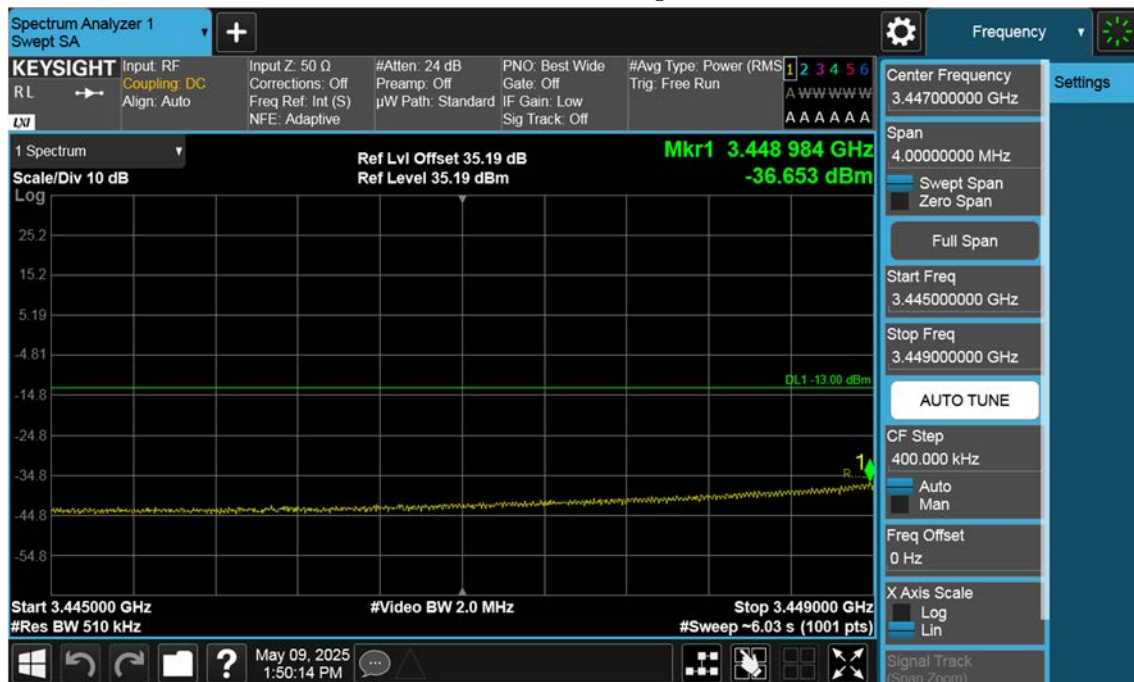 Spectrum Analyzer 1
Swept SA
+
Frequency
KEYSIGHT
RL
LXI
Input: RF
Coupling: DC
Align: Auto
Input Z: 50 Ω
Corrections: Off
Freq Ref: Int (S)
NFE: Adaptive
#Atten: 24 dB
Preamp: Off
µW Path: Standard
PNO: Best Wide
Gate: Off
IF Gain: Low
Sig Track: Off
#Avg Type: Power (RMS
Trig: Free Run
1 2 3 4 5 6
A W W W W W
A A A A A A
1 Spectrum
Scale/Div 10 dB
Ref Lvl Offset 35.19 dB
Ref Level 35.19 dBm
Mkr1 3.448 984 GHz
-36.653 dBm
Log
25.2
15.2
5.19
-4.81
-14.8
-24.8
-34.8
-44.8
-54.8
DL1 -13.00 dBm
1
R...
Start 3.445000 GHz
#Res BW 510 kHz
#Video BW 2.0 MHz
Stop 3.449000 GHz
#Sweep ~6.03 s (1001 pts)
?
May 09, 2025
1:50:14 PM
Center Frequency
3.447000000 GHz
Span
4.00000000 MHz
Swept Span
Zero Span
Full Span
Start Freq
3.445000000 GHz
Stop Freq
3.449000000 GHz
AUTO TUNE
CF Step
400.000 kHz
Auto
Man
Freq Offset
0 Hz
X Axis Scale
Log
Lin
Signal Track
(Span Zoom)
Settings